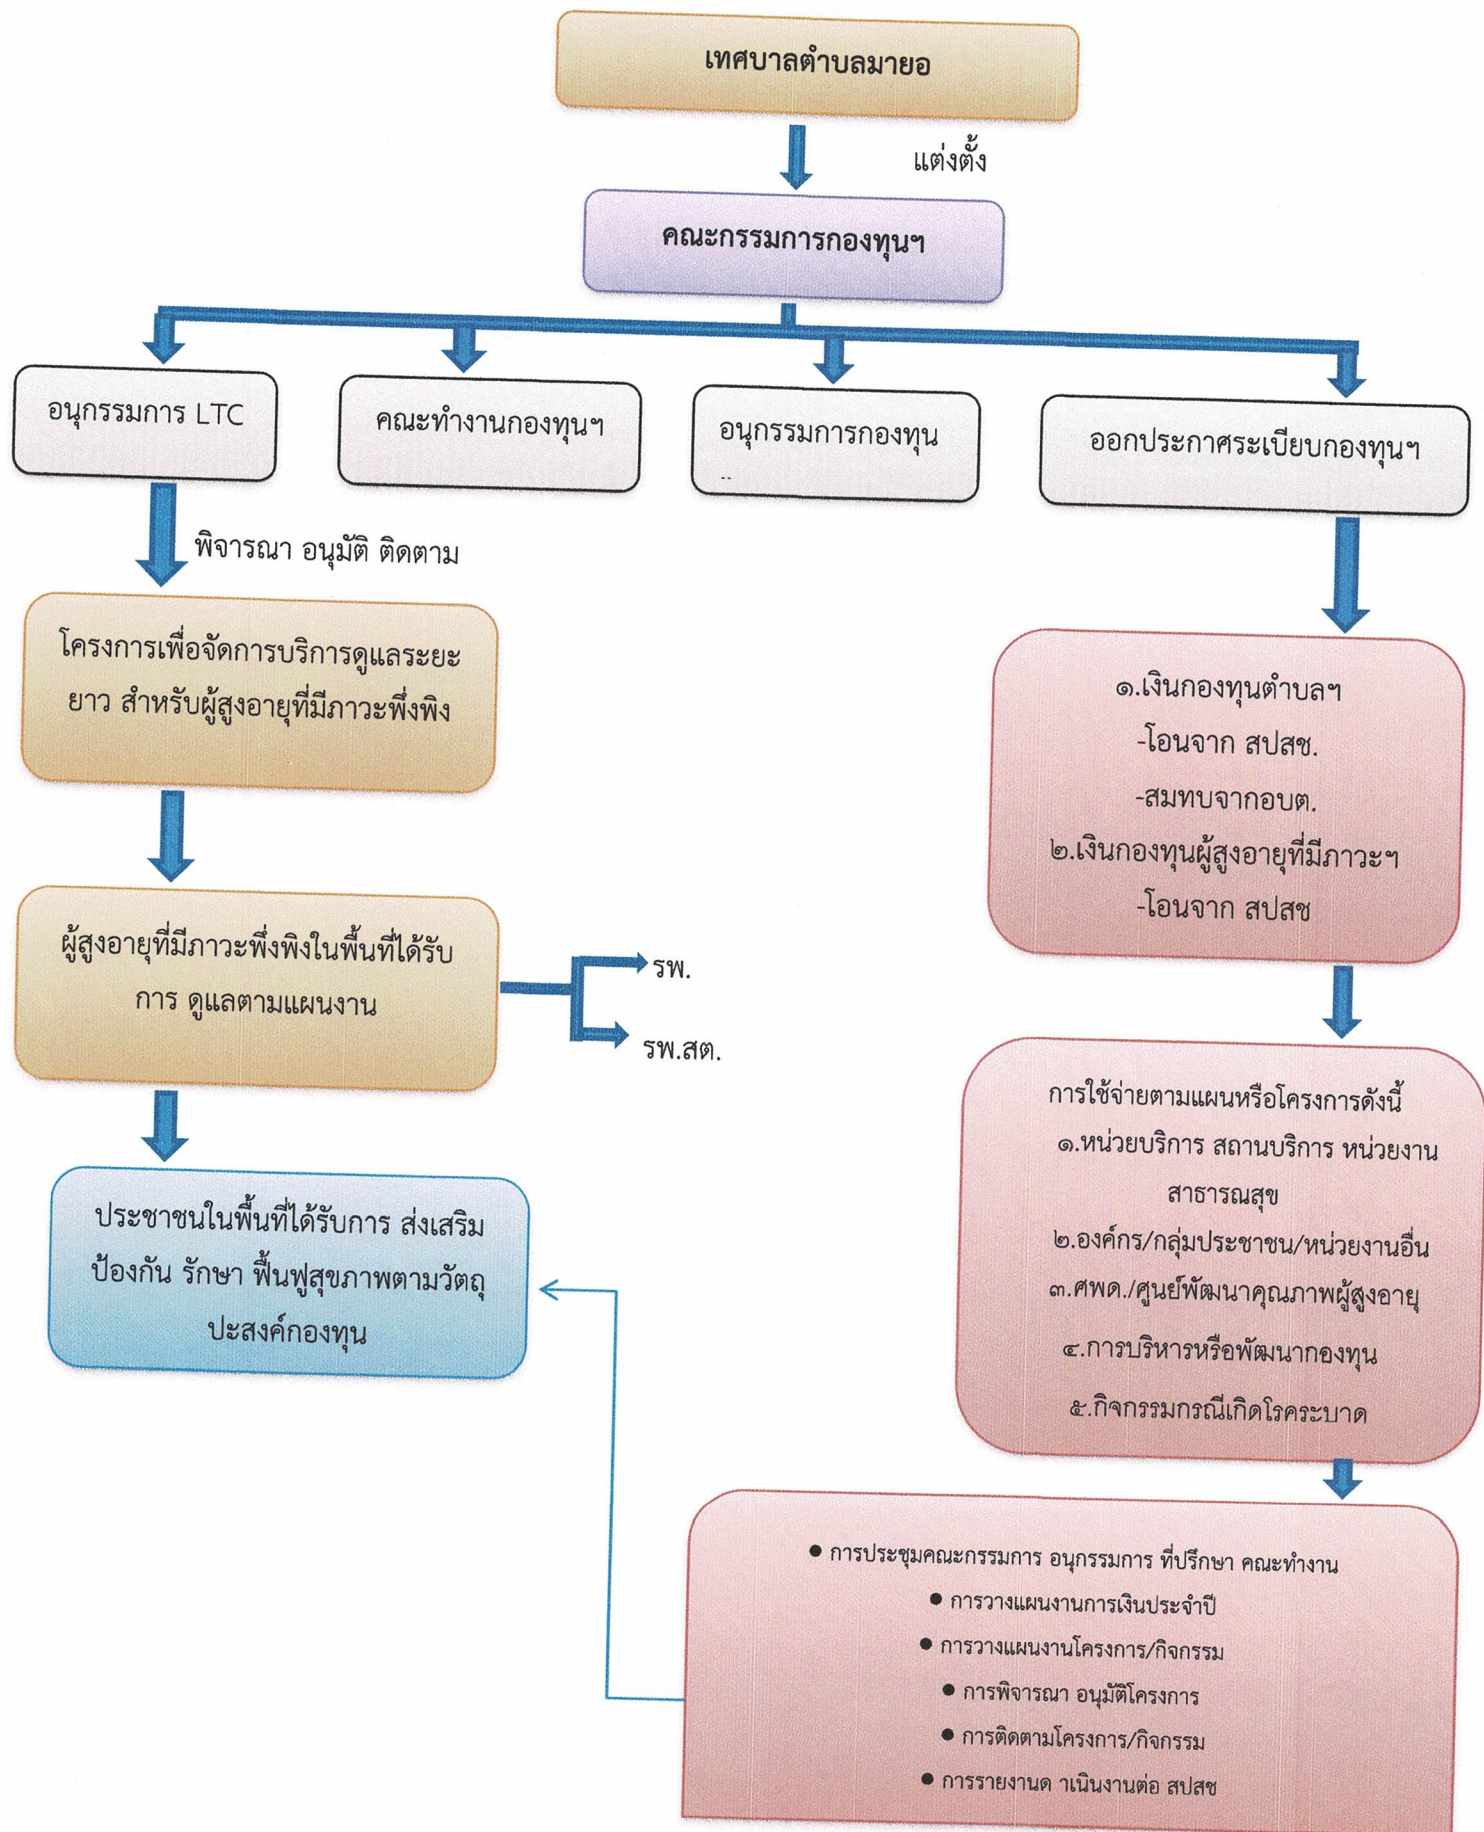 เทศบาลตำบลมายอ
แต่งตั้ง
คณะกรรมการกองทุนฯ
อนุกรรมการ LTC
คณะทำงานกองทุนฯ
อนุกรรมการกองทุน
ออกประกาศระเบียบกองทุนฯ
พิจารณา อนุมัติ ติดตาม
โครงการเพื่อจัดการบริการดูแลระยะ
ยาว สำหรับผู้สูงอายุที่มีภาวะพึ่งพิง
ผู้สูงอายุที่มีภาวะพึ่งพิงในพื้นที่ได้รับ
การ ดูแลตามแผนงาน
รพ.
รพ.สต.
ประชาชนในพื้นที่ได้รับการ ส่งเสริม
ป้องกัน รักษา ฟื้นฟูสุขภาพตามวัตถุ
ประสงค์กองทุน
๑.เงินกองทุนตำบลฯ
-โอนจาก สปสช.
-สมทบจากอบต.
๒.เงินกองทุนผู้สูงอายุที่มีภาวะฯ
-โอนจาก สปสช
การใช้จ่ายตามแผนหรือโครงการดังนี้
๑.หน่วยบริการ สถานบริการ หน่วยงาน
สาธารณสุข
๒.องค์กร/กลุ่มประชาชน/หน่วยงานอื่น
๓.ศพด./ศูนย์พัฒนาคุณภาพผู้สูงอายุ
๔.การบริหารหรือพัฒนากองทุน
๕.กิจกรรมกรณีเกิดโรคระบาด
● การประชุมคณะกรรมการ อนุกรรมการ ที่ปรึกษา คณะทำงาน
● การวางแผนงานการเงินประจำปี
● การวางแผนงานโครงการ/กิจกรรม
● การพิจารณา อนุมัติโครงการ
● การติดตามโครงการ/กิจกรรม
● การรายงานด าเนินงานต่อ สปสช